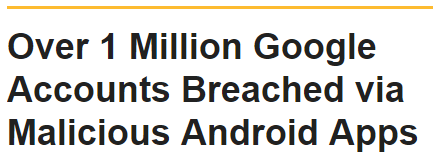 Over 1 Million Google
Accounts Breached via
Malicious Android Apps